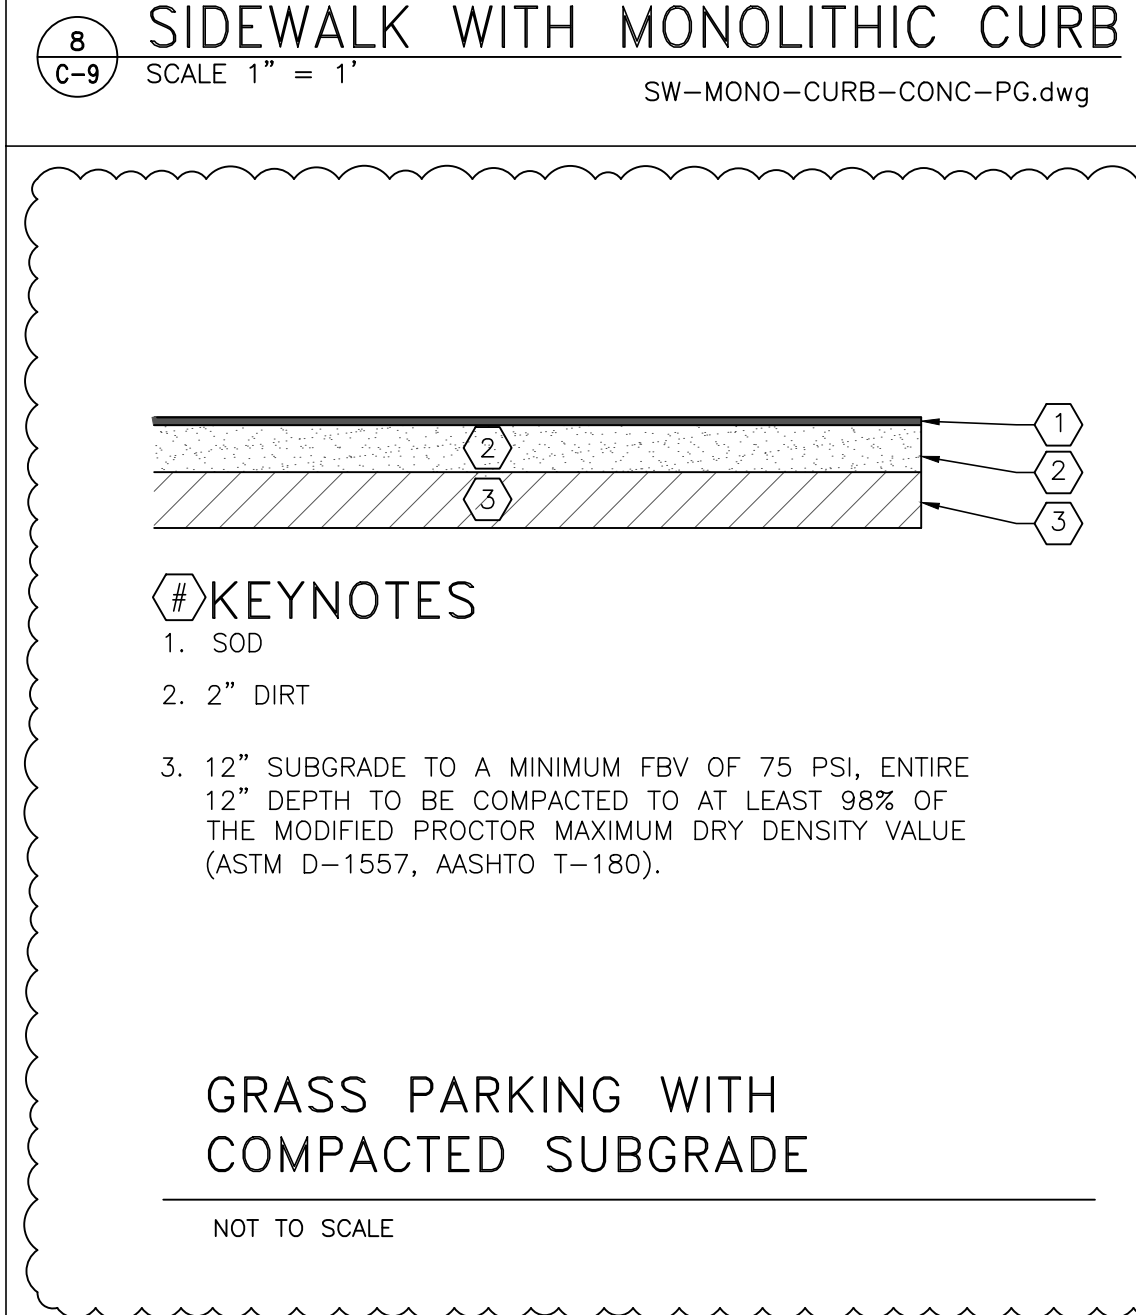 8
C-9
SIDEWALK WITH MONOLITHIC CURB
SCALE 1" = 1'
SW-MONO-CURB-CONC-PG.dwg
1
2
2
3
3
# KEYNOTES
1. SOD
2. 2" DIRT
3. 12" SUBGRADE TO A MINIMUM FBV OF 75 PSI, ENTIRE
12" DEPTH TO BE COMPACTED TO AT LEAST 98% OF
THE MODIFIED PROCTOR MAXIMUM DRY DENSITY VALUE
(ASTM D-1557, AASHTO T-180).
GRASS PARKING WITH
COMPACTED SUBGRADE
NOT TO SCALE